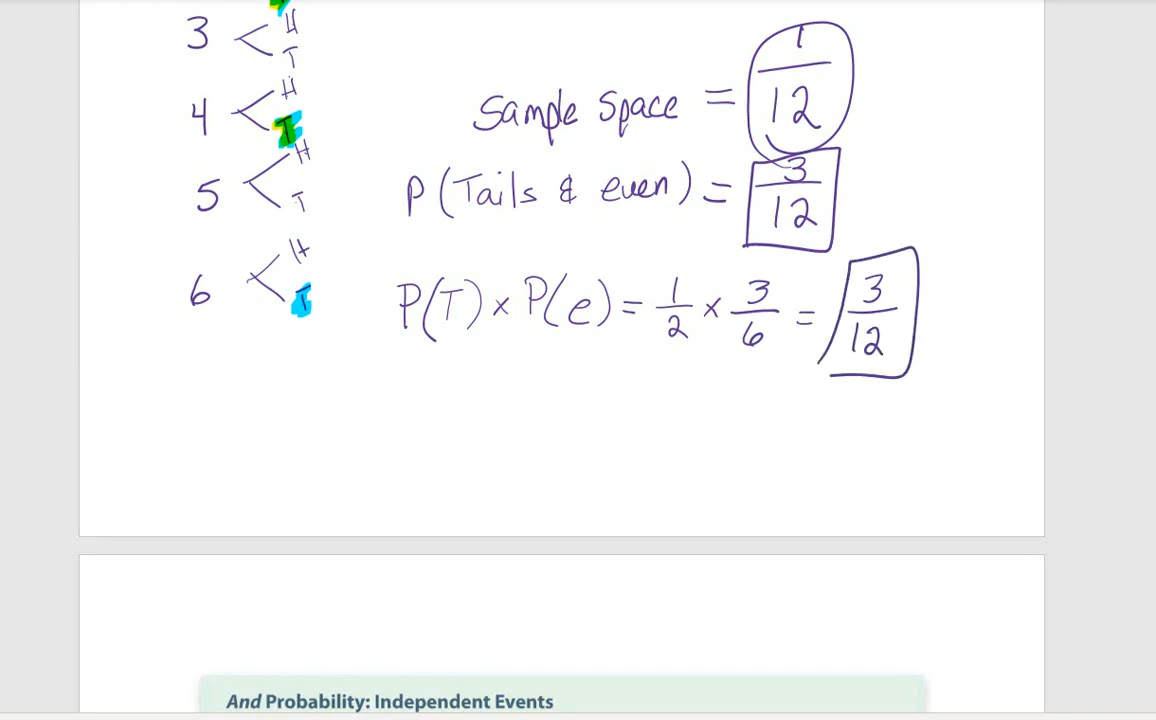 3 < H
T
4 < H
T
5 < H
T
6 < H
T
Sample Space = 1/12
P(Tails & even) = 3/12
P(T) × P(e) = 1/2 × 3/6 = 3/12
And Probability: Independent Events